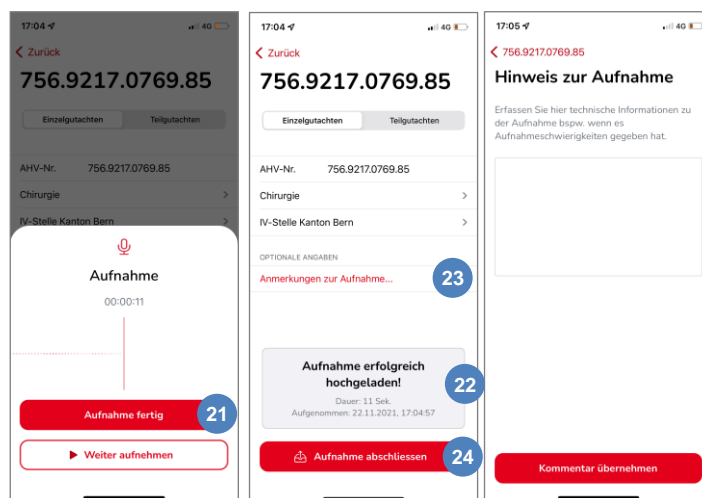 17:04
4G
Zurück
756.9217.0769.85
Einzelgutachten Teilgutachten
AHV-Nr. 756.9217.0769.85
Chirurgie
IV-Stelle Kanton Bern
Aufnahme
00:00:11
Aufnahme fertig
21
Weiter aufnehmen
17:04
4G
Zurück
756.9217.0769.85
Einzelgutachten Teilgutachten
AHV-Nr. 756.9217.0769.85
Chirurgie
IV-Stelle Kanton Bern
OPTIONALE ANGABEN
Anmerkungen zur Aufnahme...
23
Aufnahme erfolgreich
hochgeladen!
22
Dauer: 11 Sek.
Aufgenommen: 22.11.2021, 17:04:57
Aufnahme abschliessen
24
17:05
4G
756.9217.0769.85
Hinweis zur Aufnahme
Erfassen Sie hier technische Informationen zu
der Aufnahme bspw. wenn es
Aufnahmeschwierigkeiten gegeben hat.
Kommentar übernehmen